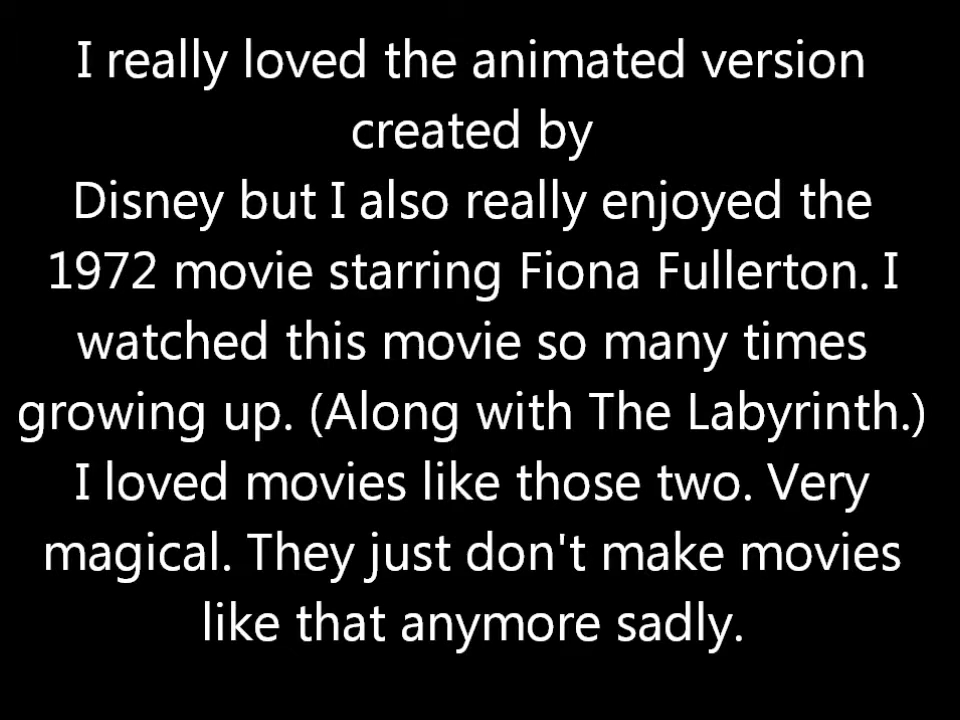 I really loved the animated version
created by
Disney but I also really enjoyed the
1972 movie starring Fiona Fullerton. I
watched this movie so many times
growing up. (Along with The Labyrinth.)
I loved movies like those two. Very
magical. They just don't make movies
like that anymore sadly.